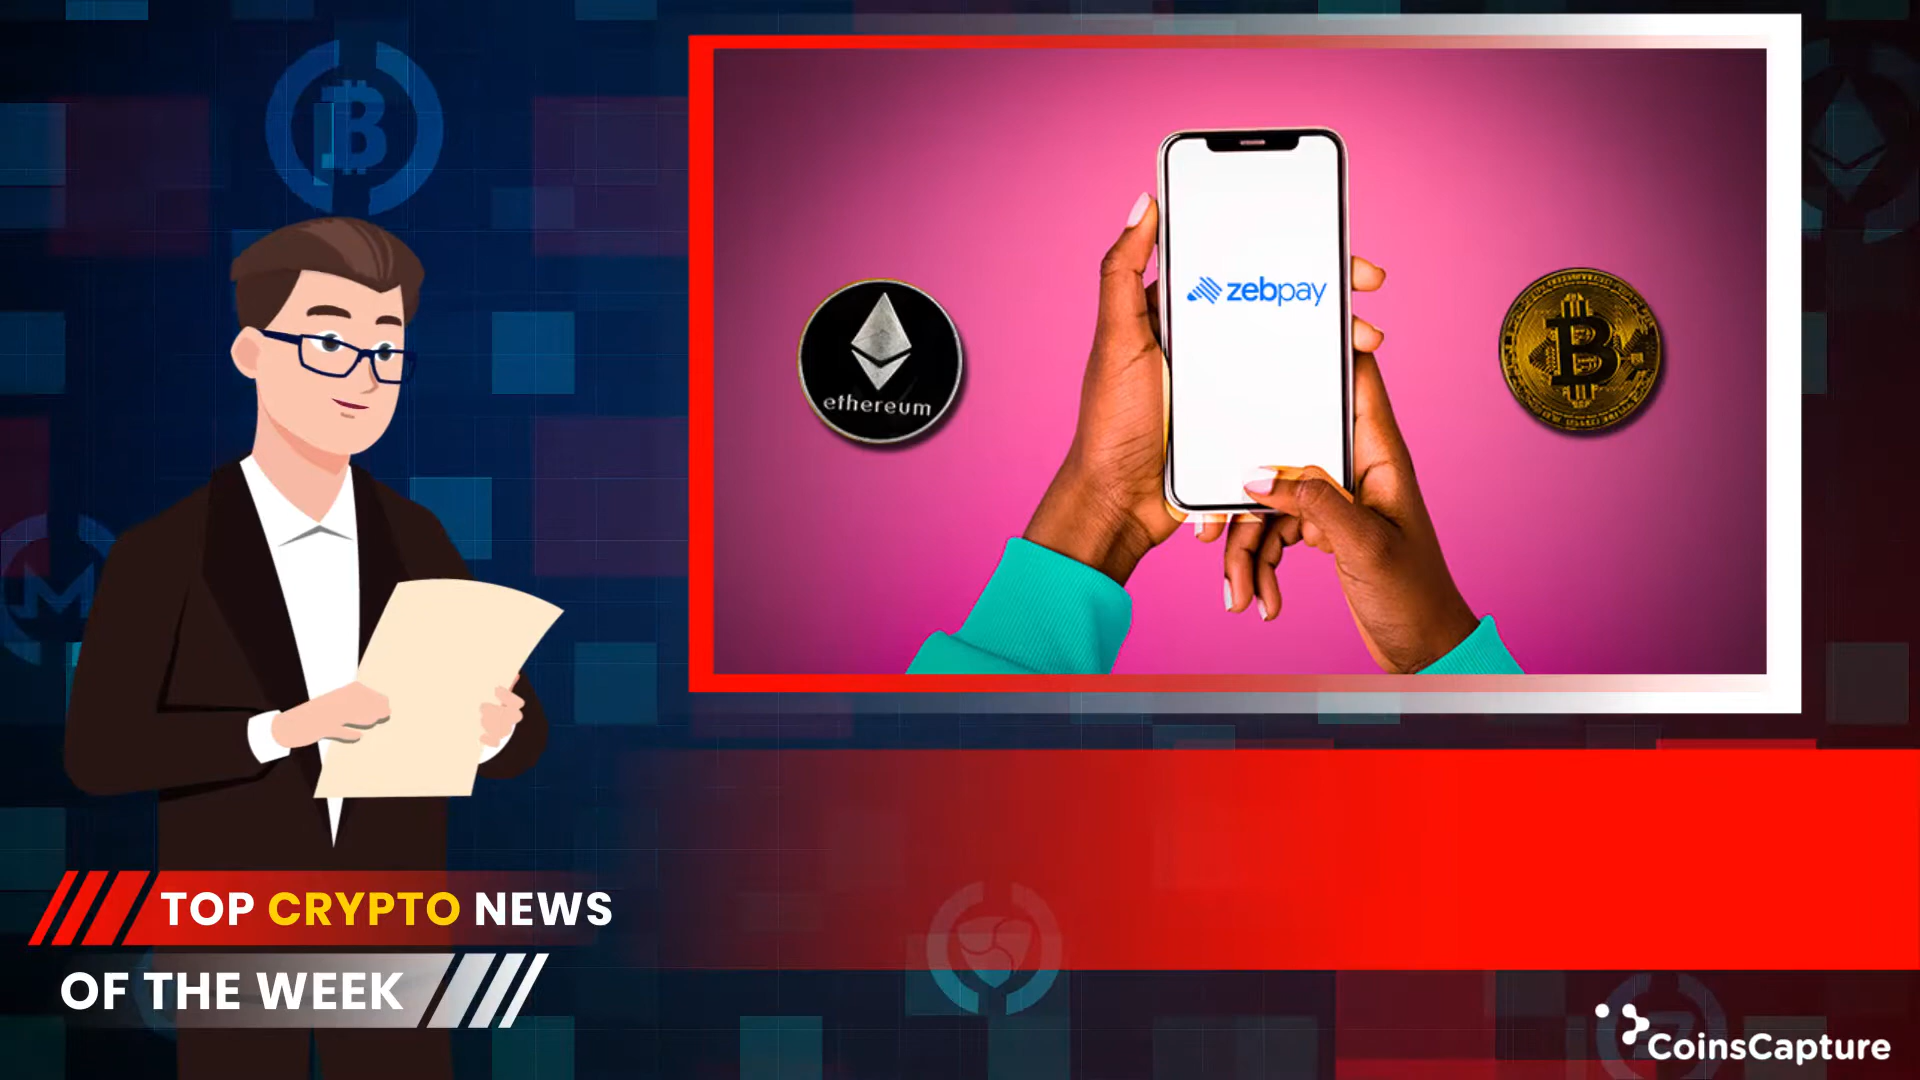 zebpay
ethereum
TOP CRYPTO NEWS
OF THE WEEK
CoinsCapture